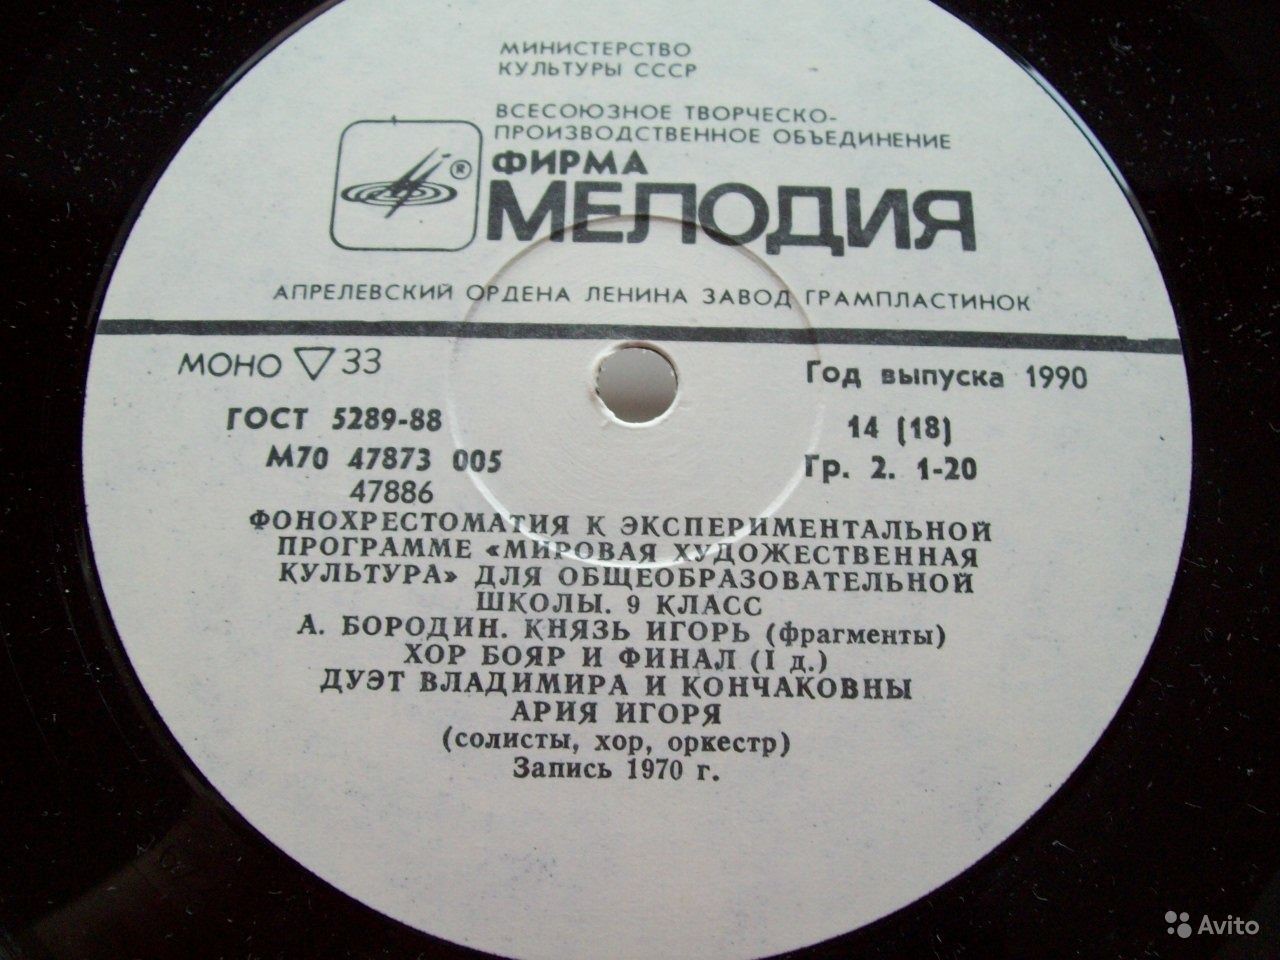 МИНИСТЕРСТВО
КУЛЬТУРЫ СССР
ВСЕСОЮЗНОЕ ТВОРЧЕСКО-
ПРОИЗВОДСТВЕННОЕ ОБЪЕДИНЕНИЕ
ФИРМА
®
МЕЛОДИЯ
АПРЕЛЕВСКИЙ ОРДЕНА ЛЕНИНА ЗАВОД ГРАМПЛАСТИНОК
МОНО ▽ 33
Год выпуска 1990
ГОСТ 5289-88
14 (18)
М70 47873 005
Гр. 2. 1-20
47886
ФОНОХРЕСТОМАТИЯ К ЭКСПЕРИМЕНТАЛЬНОЙ
ПРОГРАММЕ «МИРОВАЯ ХУДОЖЕСТВЕННАЯ
КУЛЬТУРА» ДЛЯ ОБЩЕОБРАЗОВАТЕЛЬНОЙ
ШКОЛЫ. 9 КЛАСС
А. БОРОДИН. КНЯЗЬ ИГОРЬ (фрагменты)
ХОР БОЯР И ФИНАЛ (I д.)
ДУЭТ ВЛАДИМИРА И КОНЧАКОВНЫ
АРИЯ ИГОРЯ
(солисты, хор, оркестр)
Запись 1970 г.
Avito